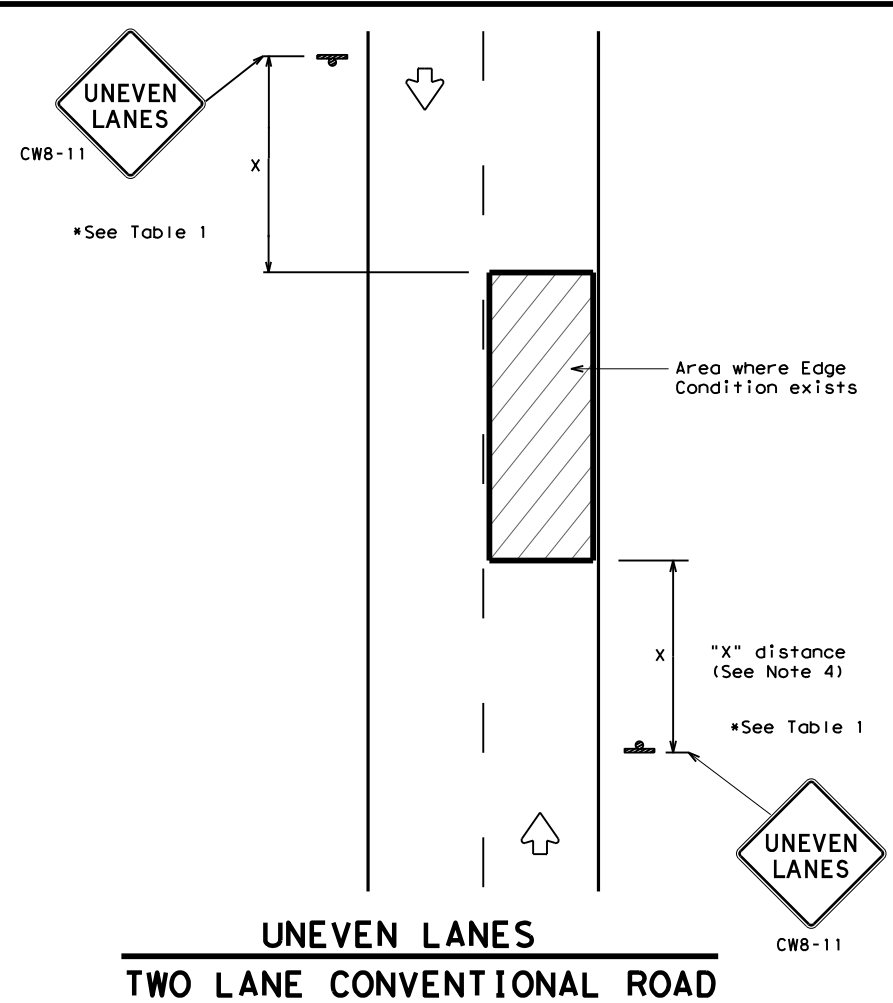 UNEVEN
LANES
CW8-11
X
*See Table 1
Area where Edge
Condition exists
X
"X" distance
(See Note 4)
*See Table 1
UNEVEN
LANES
CW8-11
UNEVEN LANES
TWO LANE CONVENTIONAL ROAD